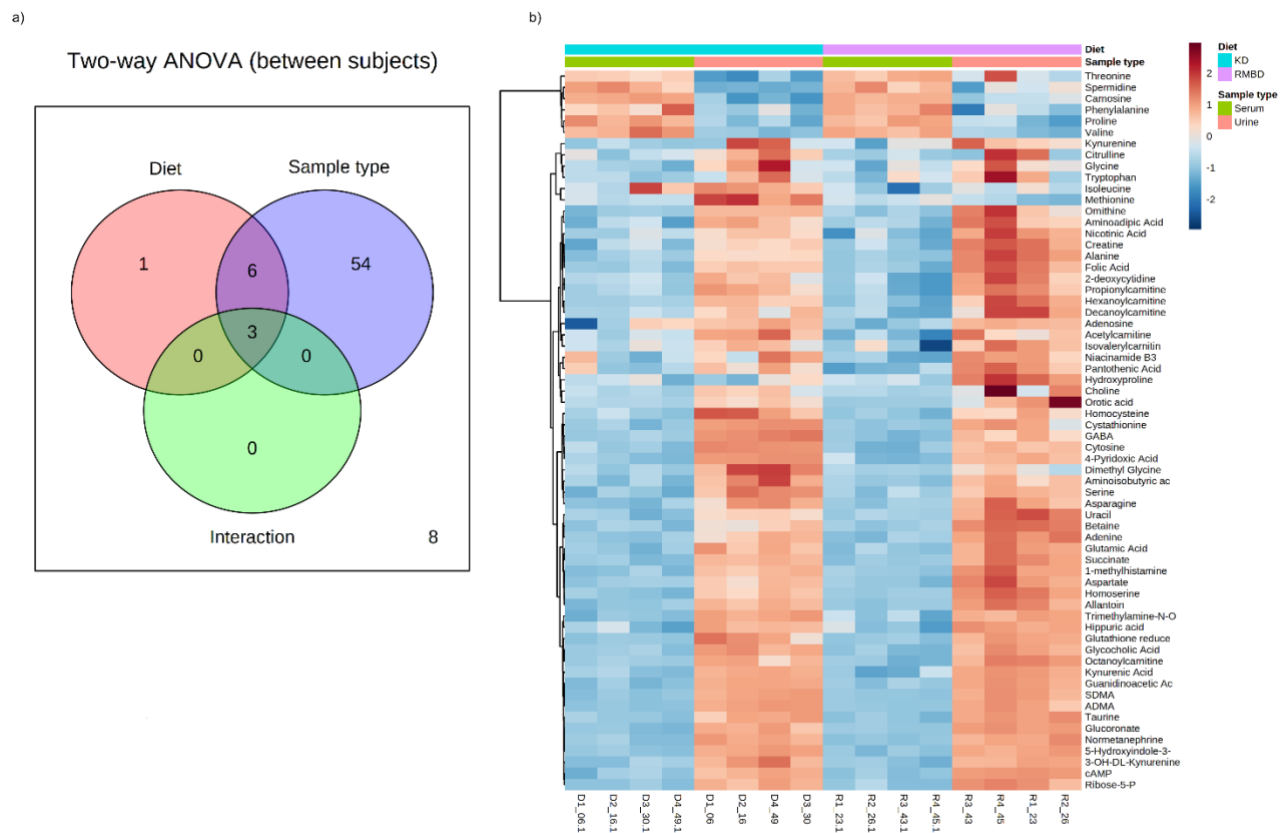 a)
Two-way ANOVA (between subjects)
Diet
Sample type
1
6
54
3
0
0
0
Interaction
8
b)
Diet
Sample type
Threonine
Spermidine
Carnosine
Phenylalanine
Proline
Valine
Kynurenine
Citrulline
Glycine
Tryptophan
Isoleucine
Methionine
Ornithine
Aminoadipic Acid
Nicotinic Acid
Creatine
Alanine
Folic Acid
2-deoxycytidine
Propionylcarnitine
Hexanoylcarnitine
Decanoylcarnitine
Adenosine
Acetylcarnitine
Isovalerylcarnitin
Niacinamide B3
Pantothenic Acid
Hydroxyproline
Choline
Orotic acid
Homocysteine
Cystathionine
GABA
Cytosine
4-Pyridoxic Acid
Dimethyl Glycine
Aminoisobutyric ac
Serine
Asparagine
Uracil
Betaine
Adenine
Glutamic Acid
Succinate
1-methylhistamine
Aspartate
Homoserine
Allantoin
Trimethylamine-N-O
Hippuric acid
Glutathione reduce
Glycocholic Acid
Octanoylcarnitine
Kynurenic Acid
Guanidinoacetic Ac
SDMA
ADMA
Taurine
Glucoronate
Normetanephrine
5-Hydroxyindole-3-
3-OH-DL-Kynurenine
cAMP
Ribose-5-P
D1_06.1
D2_16.1
D3_30.1
D4_49.1
D1_06
D2_16
D4_49
D3_30
R1_23.1
R2_26.1
R3_43.1
R4_45.1
R3_43
R4_45
R1_23
R2_26
2
1
0
-1
-2
Diet
KD
RMBD
Sample type
Serum
Urine